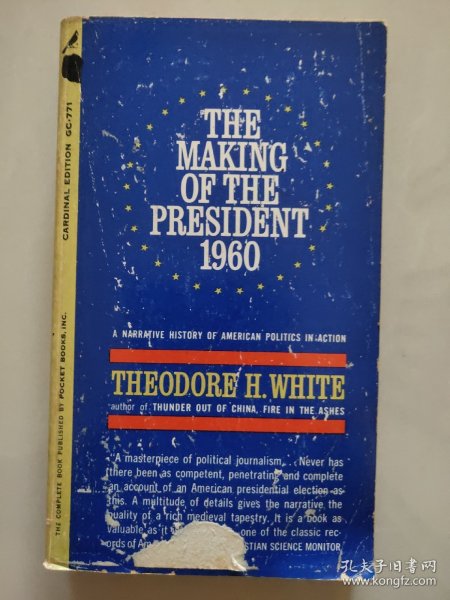 THE
MAKING
OF THE
PRESIDENT
1960
A NARRATIVE HISTORY OF AMERICAN POLITICS IN ACTION
THEODORE H. WHITE
author of THUNDER OUT OF CHINA, FIRE IN THE ASHES
"A masterpiece of political journalism... Never has
there been as competent, penetrating and complete
an account of an American presidential election as
this. A multitude of details gives the narrative the
quality of a rich medieval tapestry. It is a book as
valuable as it one of the classic rec-
ords of STIAN SCIENCE MONITOR
CARDINAL EDITION GC-771
THE COMPLETE BOOK PUBLISHED BY POCKET BOOKS, INC.
孔夫子旧书网
www.kongfz.com